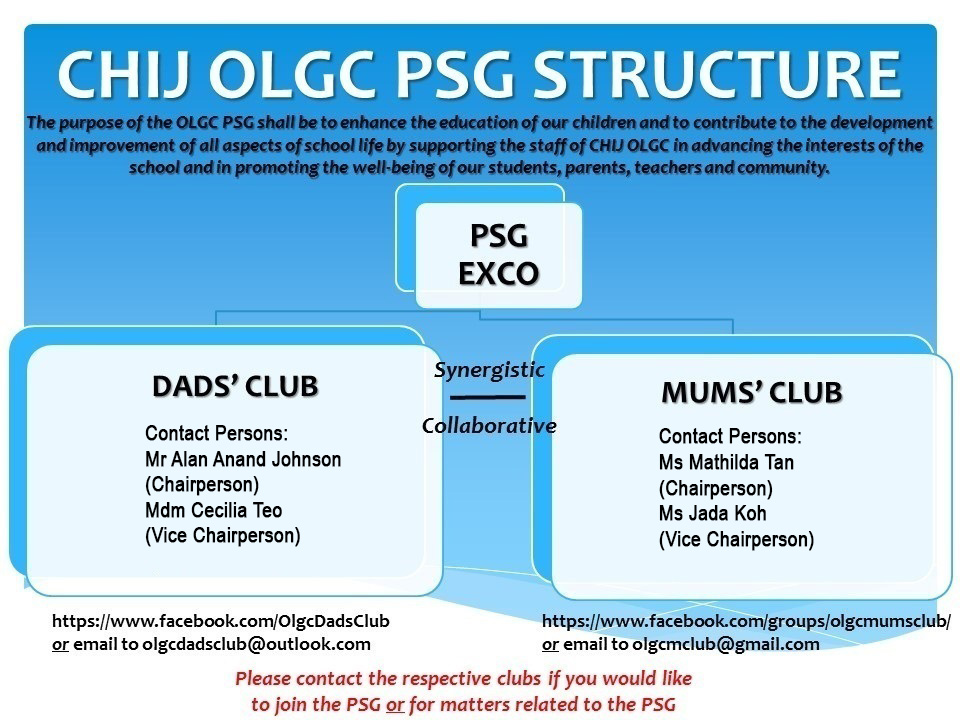 CHIJ OLGC PSG STRUCTURE
The purpose of the OLGC PSG shall be to enhance the education of our children and to contribute to the development
and improvement of all aspects of school life by supporting the staff of CHIJ OLGC in advancing the interests of the
school and in promoting the well-being of our students, parents, teachers and community.
PSG
EXCO
DADS’ CLUB
Contact Persons:
Mr Alan Anand Johnson
(Chairperson)
Mdm Cecilia Teo
(Vice Chairperson)
Synergistic
Collaborative
MUMS’ CLUB
Contact Persons:
Ms Mathilda Tan
(Chairperson)
Ms Jada Koh
(Vice Chairperson)
https://www.facebook.com/OlgcDadsClub
or email to olgcdadsclub@outlook.com
https://www.facebook.com/groups/olgcmumsclub/
or email to olgcmclub@gmail.com
Please contact the respective clubs if you would like
to join the PSG or for matters related to the PSG